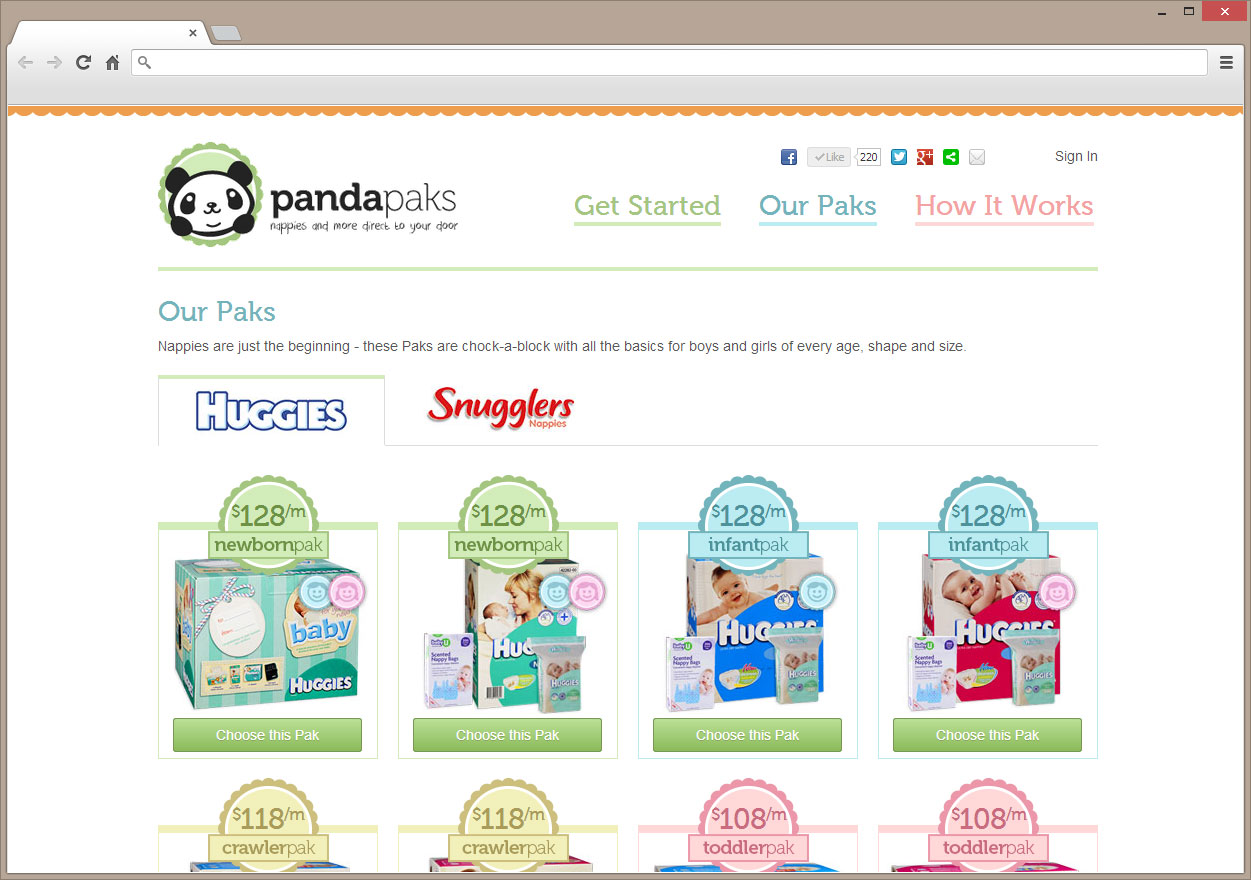 Like
220
Sign In
pandapaks
nappies and more direct to your door
Get Started
Our Paks
How It Works
Our Paks
Nappies are just the beginning - these Paks are chock-a-block with all the basics for boys and girls of every age, shape and size.
HUGGIES
Snugglers
Nappies
$128/m
newbornpak
$128/m
newbornpak
$128/m
infantpak
$128/m
infantpak
baby
HUGGIES
Scented
Nappy Bags
HUGGIES
Scented
Nappy Bags
HUGGIES
HUGGIES
Scented
Nappy Bags
HUGGIES
Choose this Pak
Choose this Pak
Choose this Pak
Choose this Pak
$118/m
crawlerpak
$118/m
crawlerpak
$108/m
toddlerpak
$108/m
toddlerpak